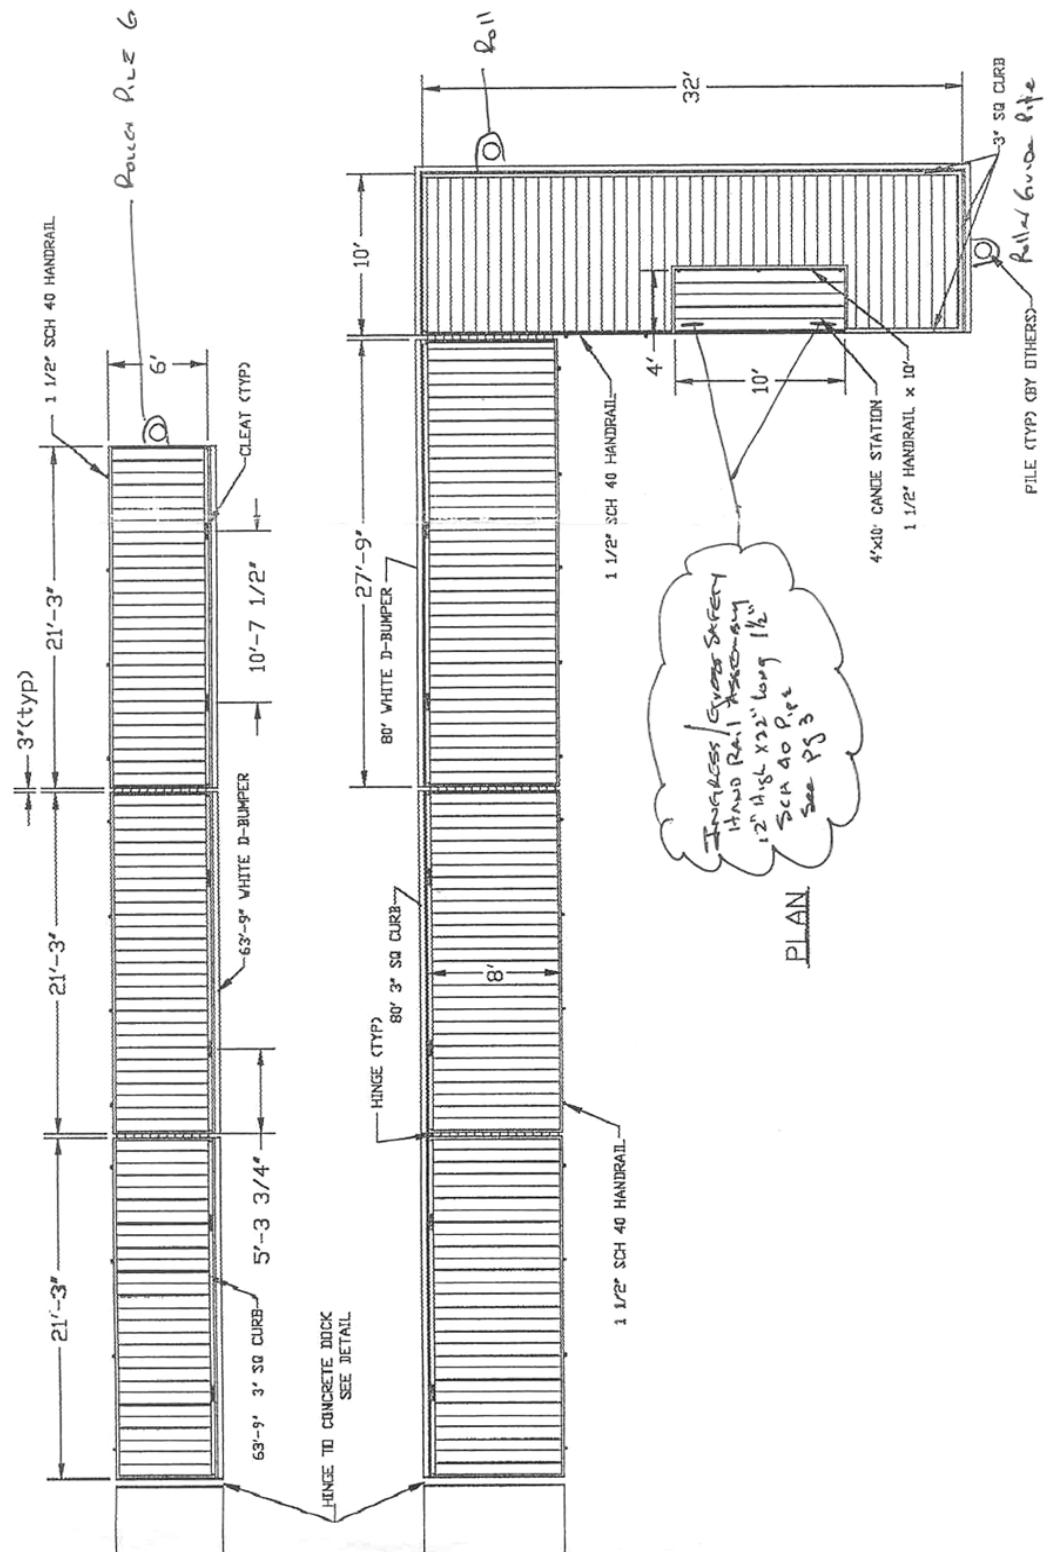 Roll
32'
3" SQ CURB
Roller Guide Pipe
PILE (TYP) (BY OTHERS)
10'
4'
10'
1 1/2" SCH 40 HANDRAIL
4'x10' CANOE STATION
1 1/2" HANDRAIL x 10'
27'-9"
80' WHITE D-BUMPER
INGRESS/EGRESS SAFETY
HAND RAIL ASSEMBLY
12" High x 22" Long 1½"
SCH 40 Pipe
See Pg 3
PLAN
HINGE (TYP)
80' 3" SQ CURB
8'
1 1/2" SCH 40 HANDRAIL
HINGE TO CONCRETE DOCK
SEE DETAIL
1 1/2" SCH 40 HANDRAIL
6'
CLEAT (TYP)
3"(typ)
21'-3"
10'-7 1/2"
63'-9" WHITE D-BUMPER
21'-3"
5'-3 3/4"
21'-3"
63'-9" 3" SQ CURB